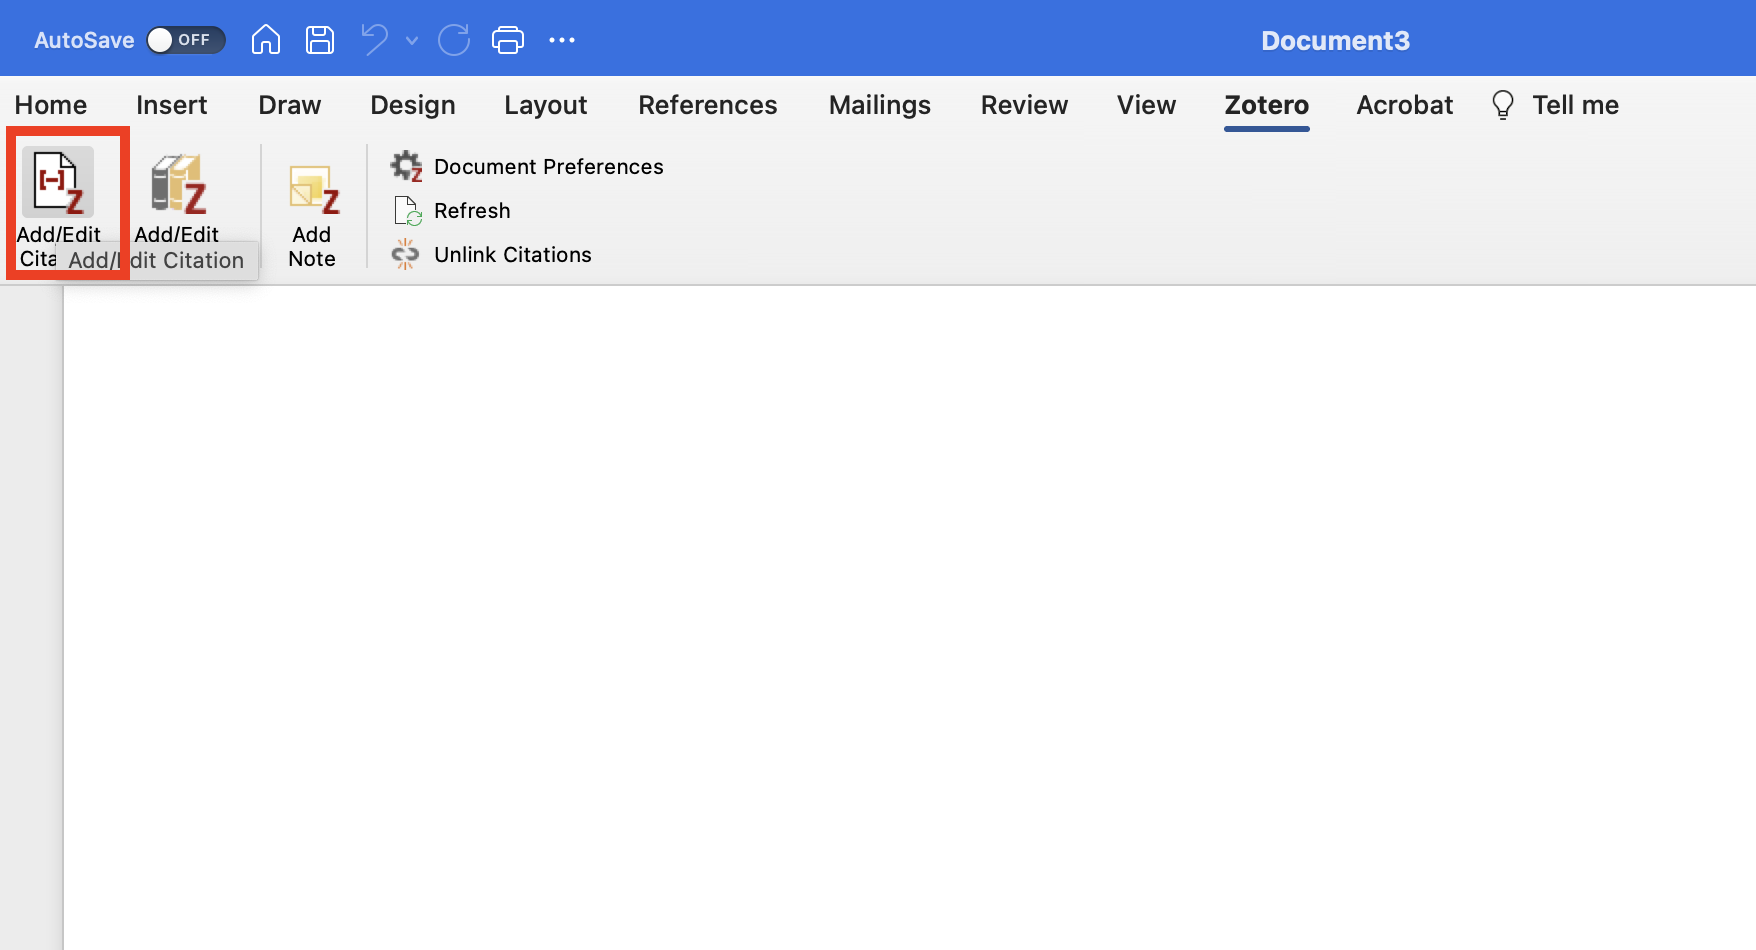 AutoSave OFF Document3
Home Insert Draw Design Layout References Mailings Review View Zotero Acrobat Tell me
Add/Edit
Add/Edit Citation
Add/Edit
Add
Note
Document Preferences
Refresh
Unlink Citations